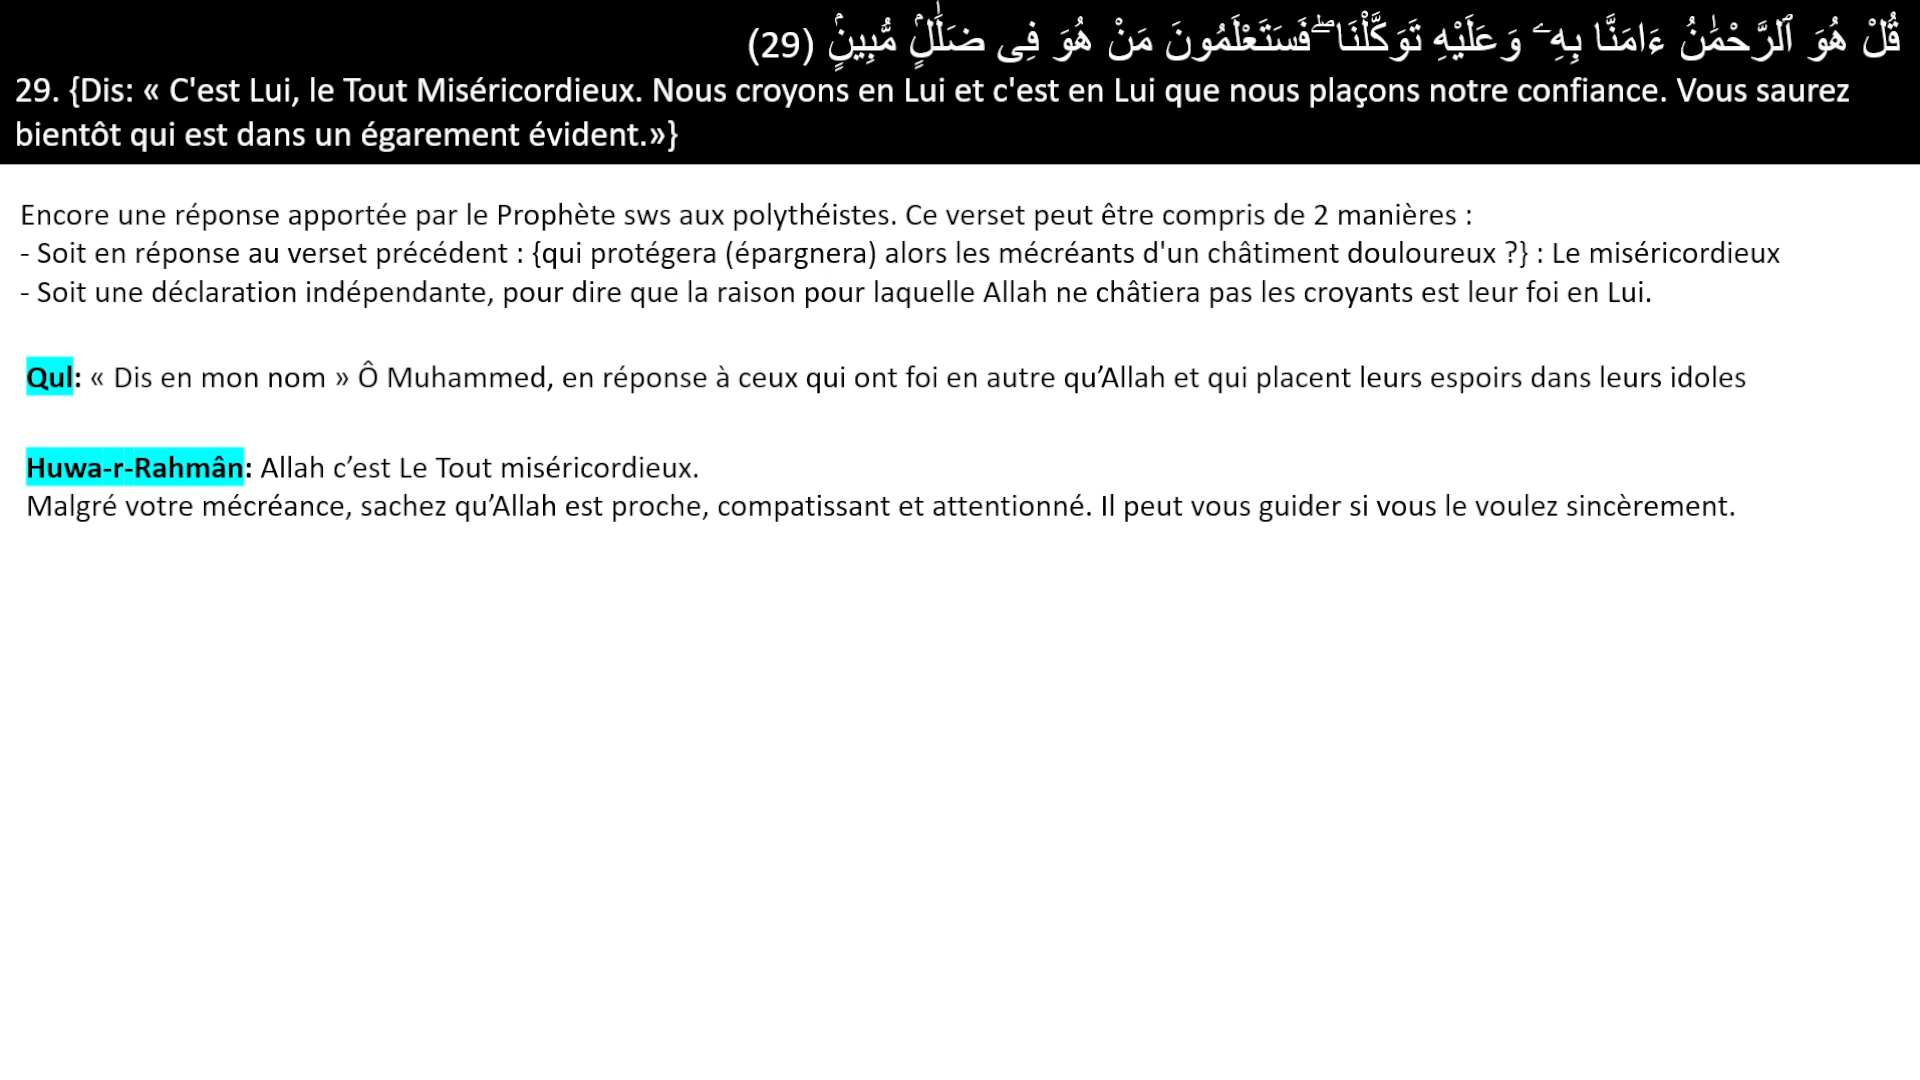 قُلْ هُوَ ٱلرَّحْمَٰنُ ءَامَنَّا بِهِۦ وَعَلَيْهِ تَوَكَّلْنَا ۖ فَسَتَعْلَمُونَ مَنْ هُوَ فِى ضَلَٰلٍۢ مُّبِينٍۢ (29)
29. {Dis: « C'est Lui, le Tout Miséricordieux. Nous croyons en Lui et c'est en Lui que nous plaçons notre confiance. Vous saurez
bientôt qui est dans un égarement évident.»}
Encore une réponse apportée par le Prophète sws aux polythéistes. Ce verset peut être compris de 2 manières :
- Soit en réponse au verset précédent : {qui protégera (épargnera) alors les mécréants d'un châtiment douloureux ?} : Le miséricordieux
- Soit une déclaration indépendante, pour dire que la raison pour laquelle Allah ne châtiera pas les croyants est leur foi en Lui.
Qul: « Dis en mon nom » Ô Muhammed, en réponse à ceux qui ont foi en autre qu’Allah et qui placent leurs espoirs dans leurs idoles
Huwa-r-Rahmân: Allah c’est Le Tout miséricordieux.
Malgré votre mécréance, sachez qu’Allah est proche, compatissant et attentionné. Il peut vous guider si vous le voulez sincèrement.